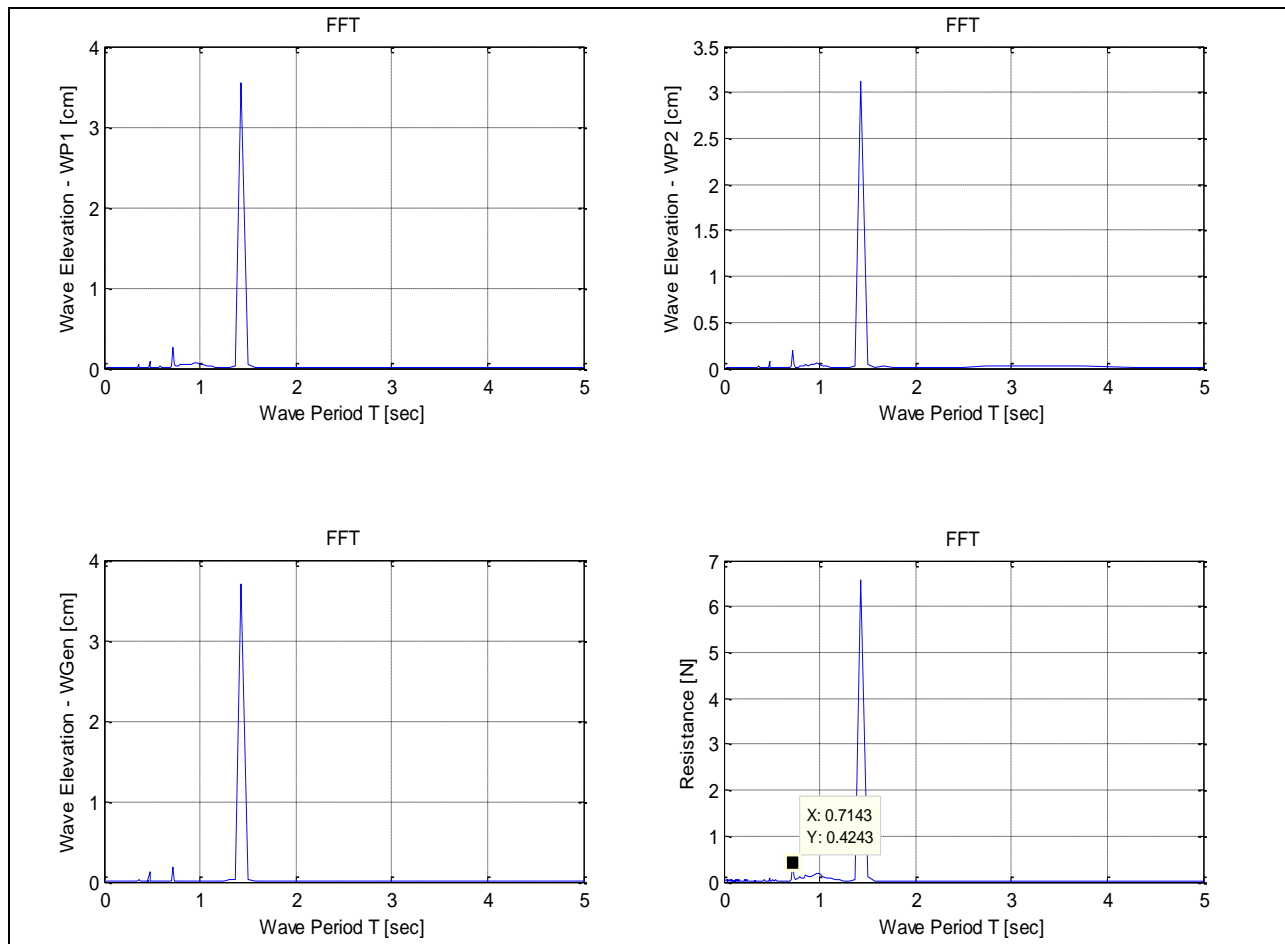 FFT
4
3
2
1
0
0 1 2 3 4 5
Wave Elevation - WP1 [cm]
Wave Period T [sec]
FFT
3.5
3
2.5
2
1.5
1
0.5
0
0 1 2 3 4 5
Wave Elevation - WP2 [cm]
Wave Period T [sec]
FFT
4
3
2
1
0
0 1 2 3 4 5
Wave Elevation - WGen [cm]
Wave Period T [sec]
FFT
7
6
5
4
3
2
1
0
X: 0.7143
Y: 0.4243
0 1 2 3 4 5
Resistance [N]
Wave Period T [sec]